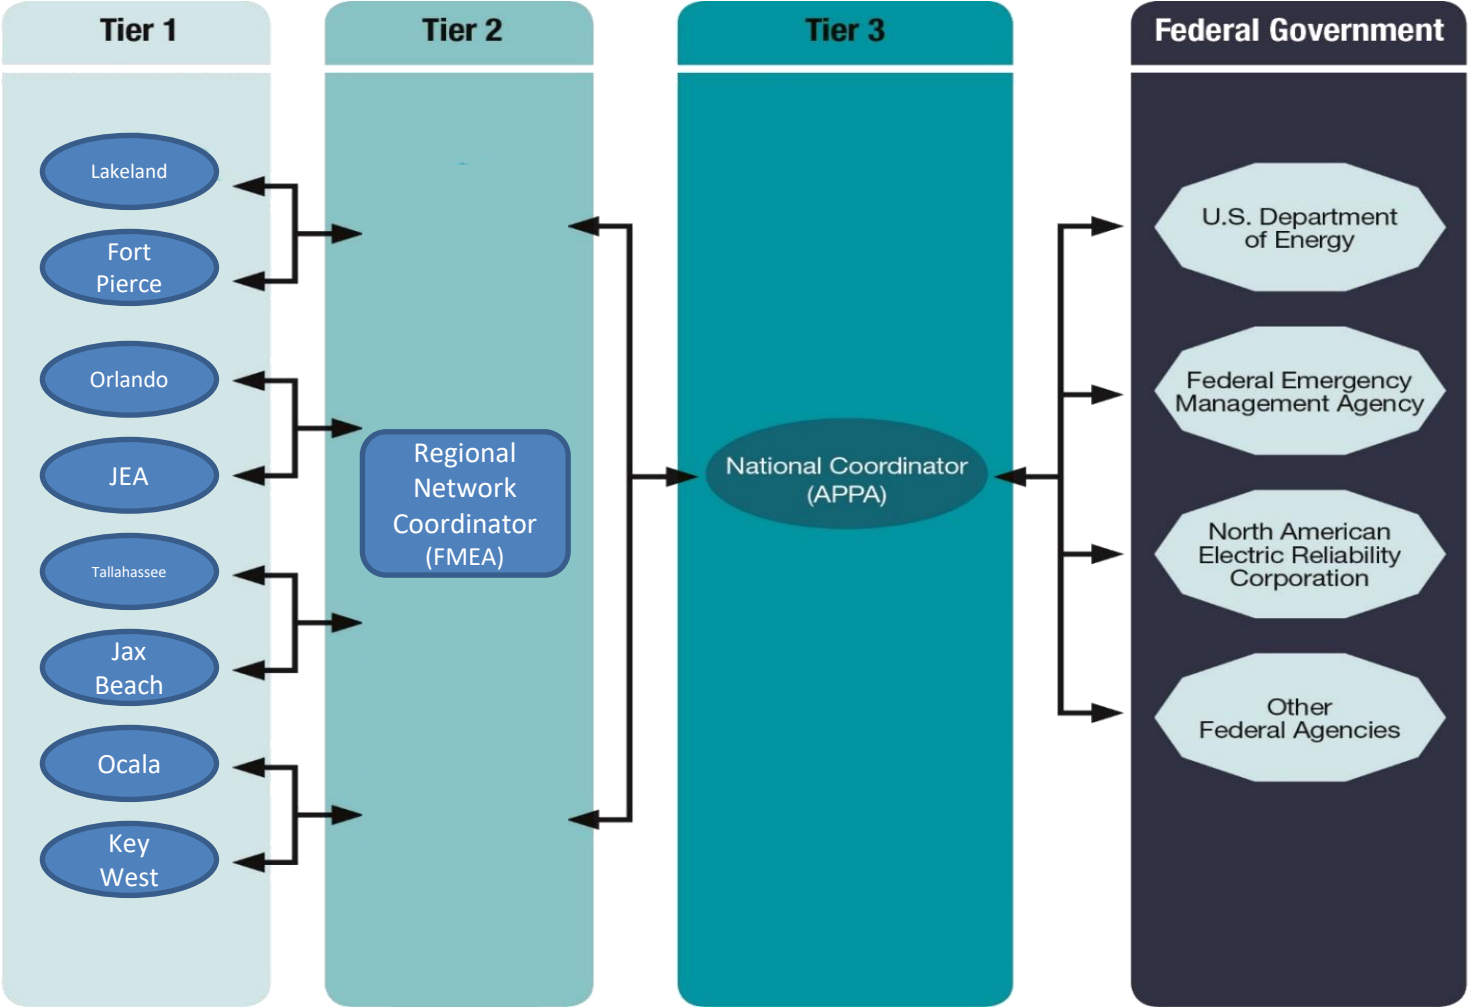 Tier 1
Tier 2
Tier 3
Federal Government
Lakeland
Fort
Pierce
Orlando
JEA
Tallahassee
Jax
Beach
Ocala
Key
West
Regional
Network
Coordinator
(FMEA)
National Coordinator
(APPA)
U.S. Department
of Energy
Federal Emergency
Management Agency
North American
Electric Reliability
Corporation
Other
Federal Agencies